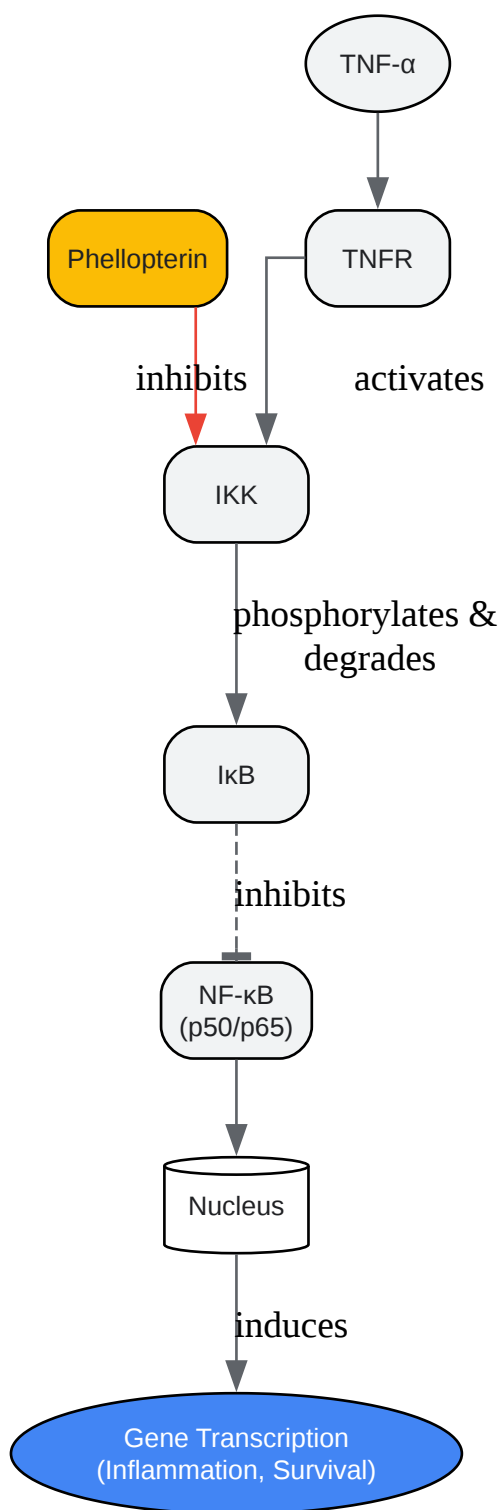 TNF-α
Phellopterin
TNFR
inhibits
activates
IKK
phosphorylates &
degrades
IκB
inhibits
NF-κB
(p50/p65)
Nucleus
induces
Gene Transcription
(Inflammation, Survival)